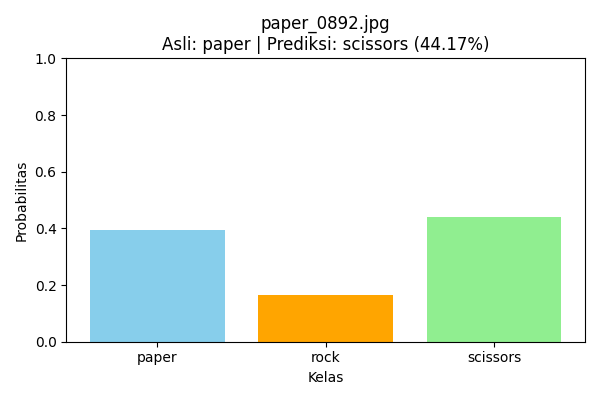 paper_0892.jpg
Asli: paper | Prediksi: scissors (44.17%)
1.0
0.8
0.6
0.4
0.2
0.0
Probabilitas
paper rock scissors
Kelas